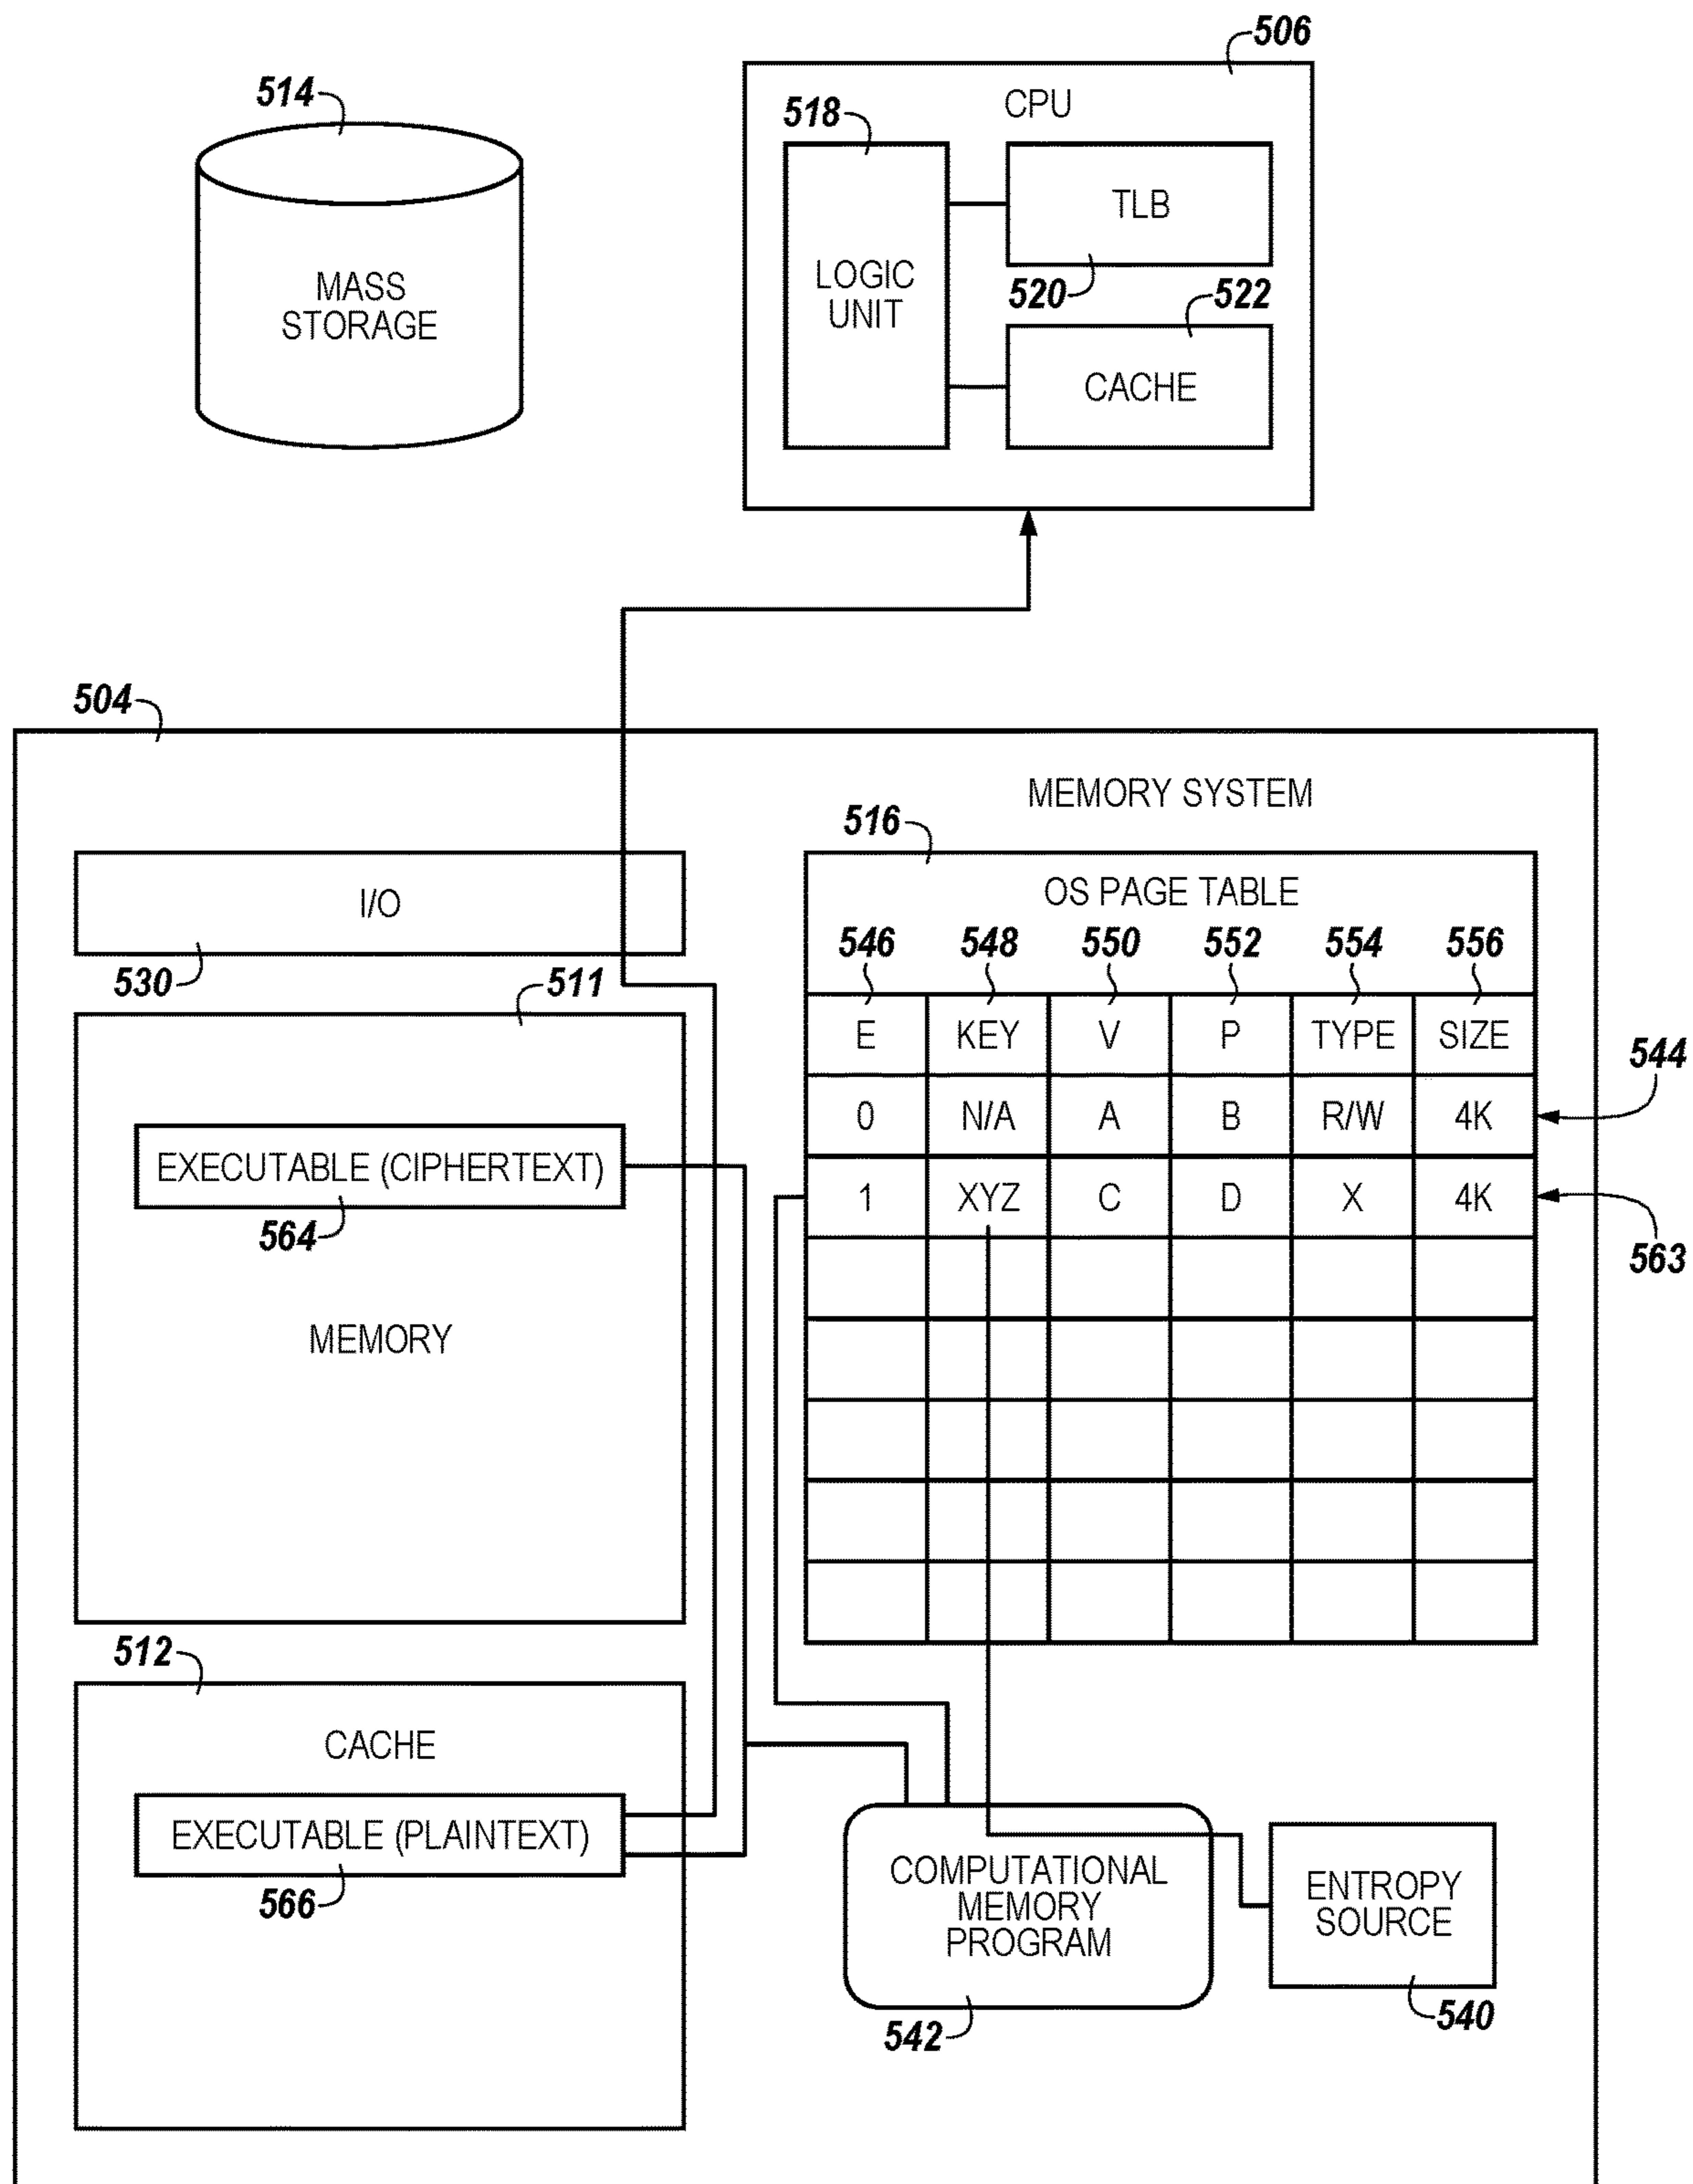 506
514
CPU
518
TLB
LOGIC
UNIT
MASS
STORAGE
520
522
CACHE
504
MEMORY SYSTEM
516
I/O
OS PAGE TABLE
530
546 548 550 552 554 556
511
E KEY V P TYPE SIZE
544
0 N/A A B R/W 4K
EXECUTABLE (CIPHERTEXT)
1 XYZ C D X 4K
564
563
MEMORY
512
CACHE
EXECUTABLE (PLAINTEXT)
566
COMPUTATIONAL
MEMORY
PROGRAM
ENTROPY
SOURCE
542
540